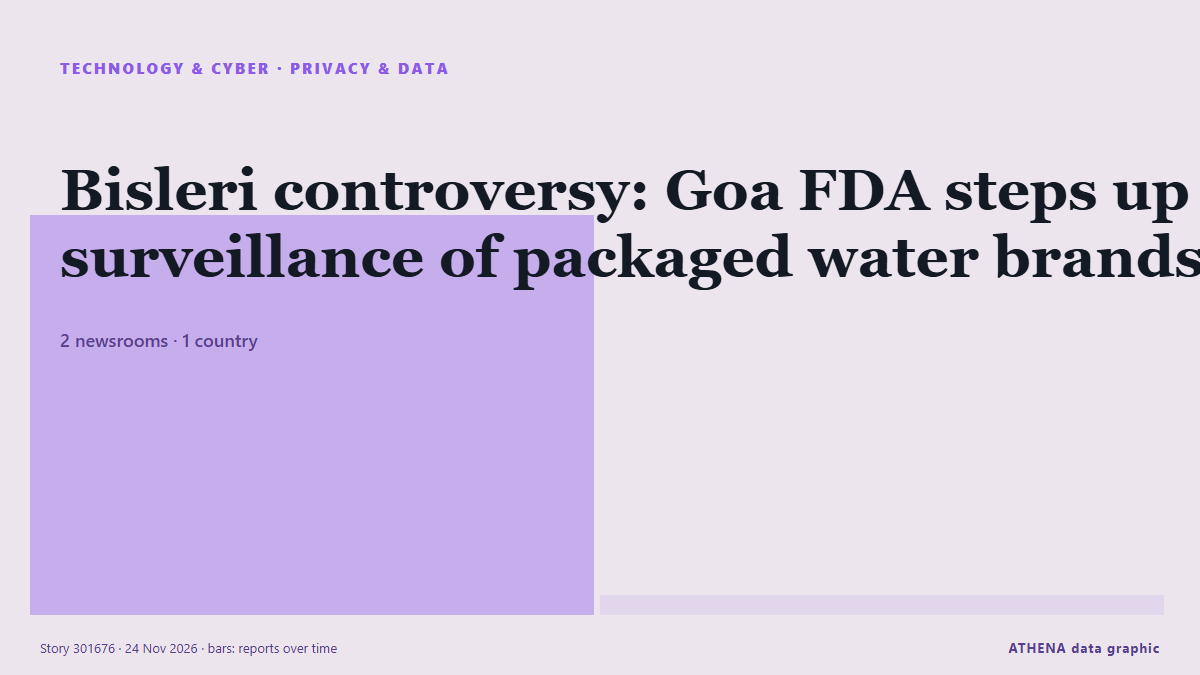 TECHNOLOGY & CYBER · PRIVACY & DATA
Bisleri controversy: Goa FDA steps up
surveillance of packaged water brands
2 newsrooms · 1 country
Story 301676 · 24 Nov 2026 · bars: reports over time
ATHENA data graphic